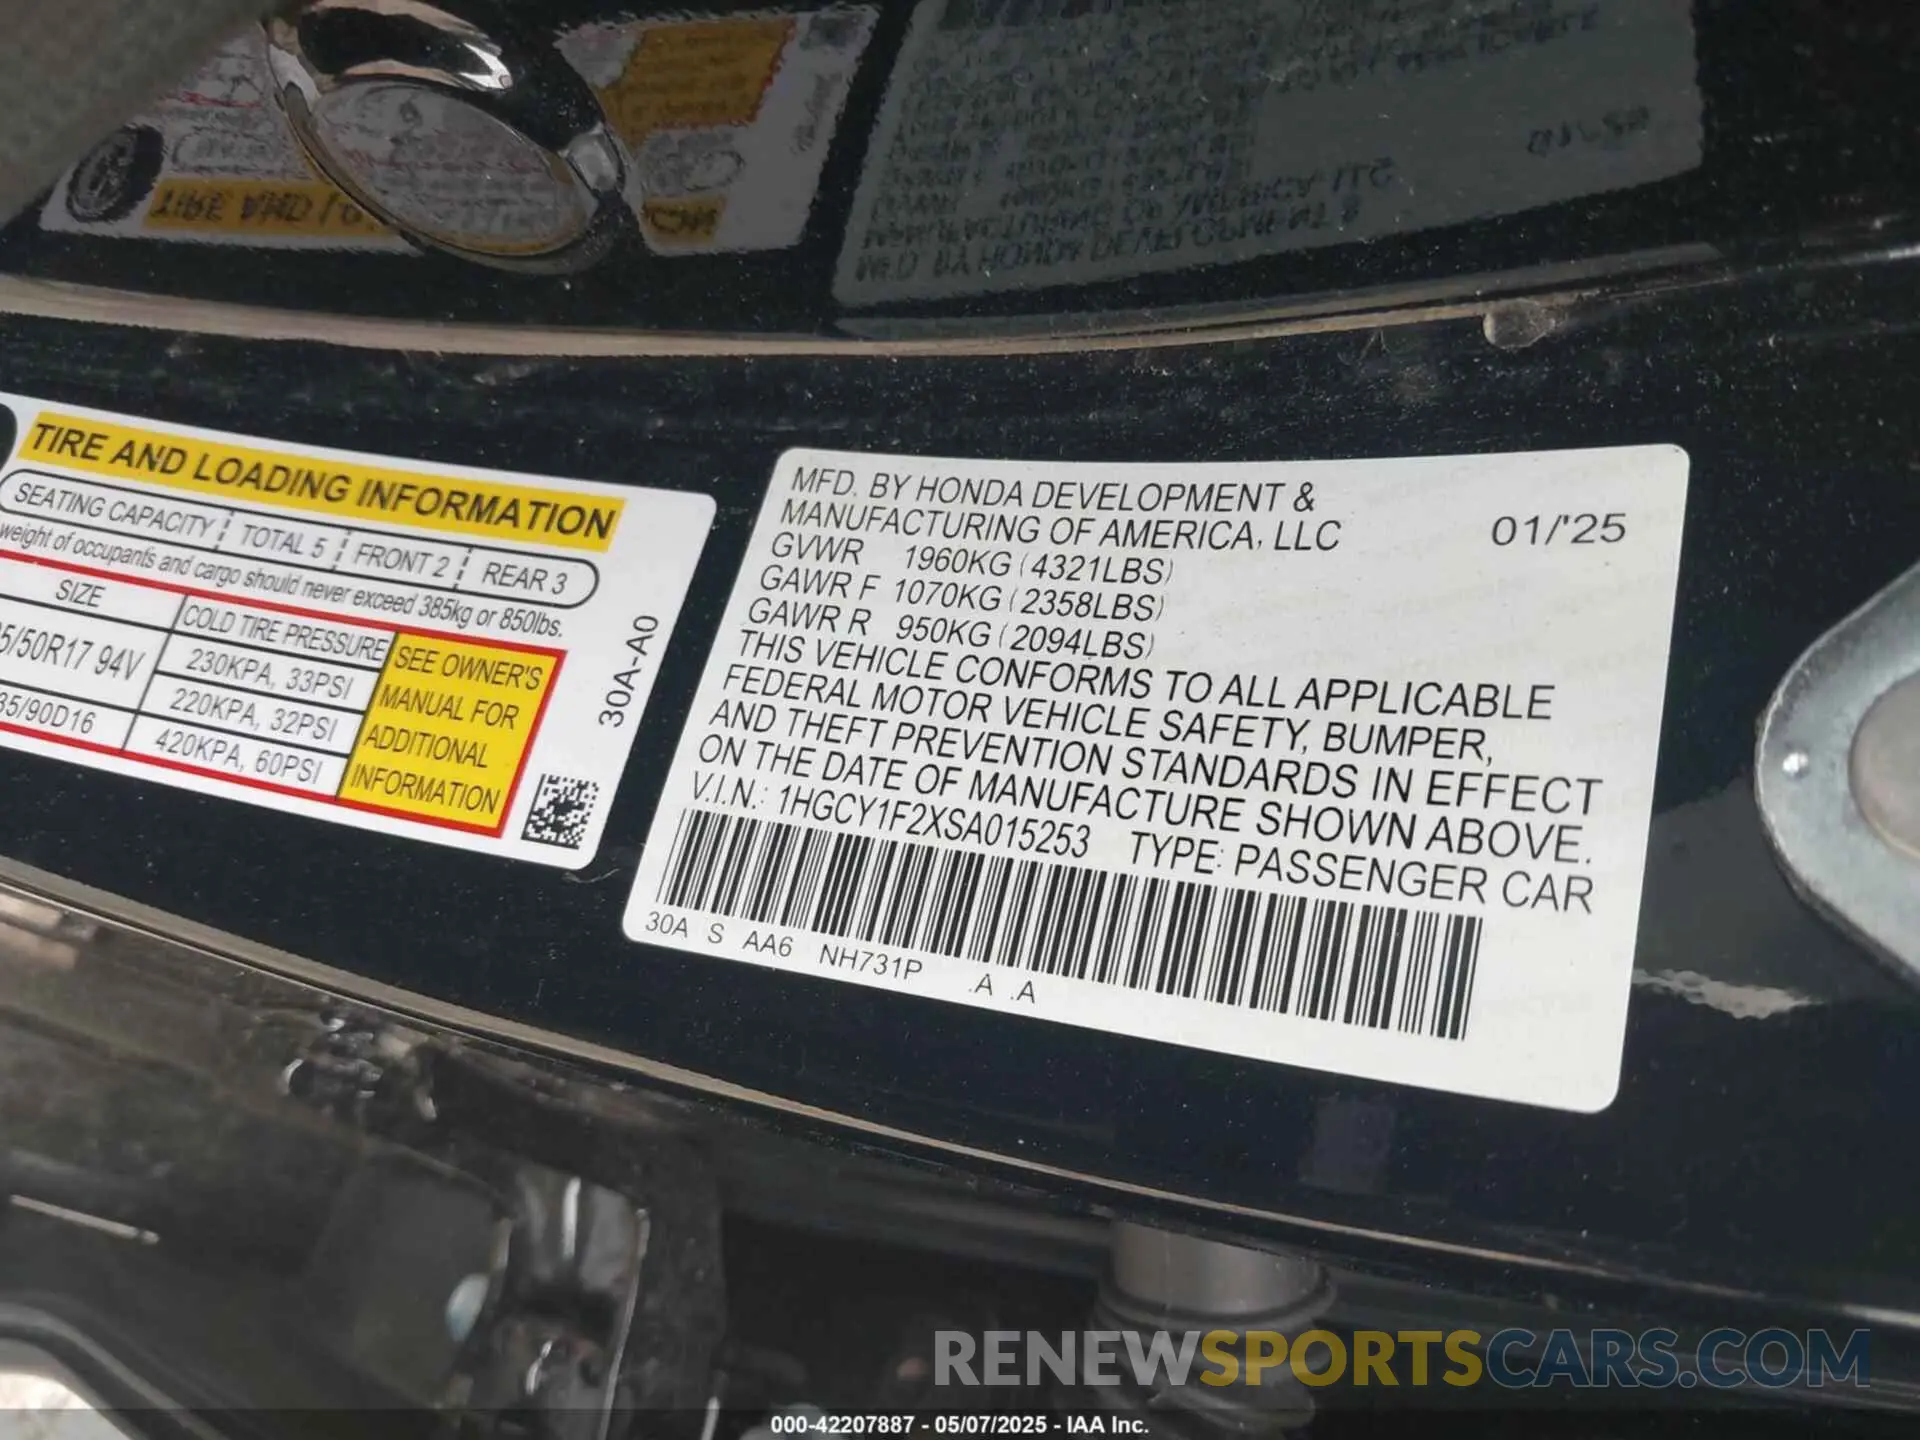 TIRE AND LOADING INFORMATION
SEATING CAPACITY TOTAL 5 FRONT 2 REAR 3
weight of occupants and cargo should never exceed 385kg or 850lbs.
SIZE COLD TIRE PRESSURE
5/50R17 94V 230KPA, 33PSI
220KPA, 32PSI
35/90D16 420KPA, 60PSI
SEE OWNER'S
MANUAL FOR
ADDITIONAL
INFORMATION
30A-A0
MFD. BY HONDA DEVELOPMENT &
MANUFACTURING OF AMERICA, LLC 01/'25
GVWR 1960KG (4321LBS)
GAWR F 1070KG (2358LBS)
GAWR R 950KG (2094LBS)
THIS VEHICLE CONFORMS TO ALL APPLICABLE
FEDERAL MOTOR VEHICLE SAFETY, BUMPER,
AND THEFT PREVENTION STANDARDS IN EFFECT
ON THE DATE OF MANUFACTURE SHOWN ABOVE.
V.I.N.: 1HGCY1F2XSA015253 TYPE: PASSENGER CAR
30A S AA6 NH731P .A .A
RENEWSPORTSCARS.COM
000-42207887 - 05/07/2025 - IAA Inc.